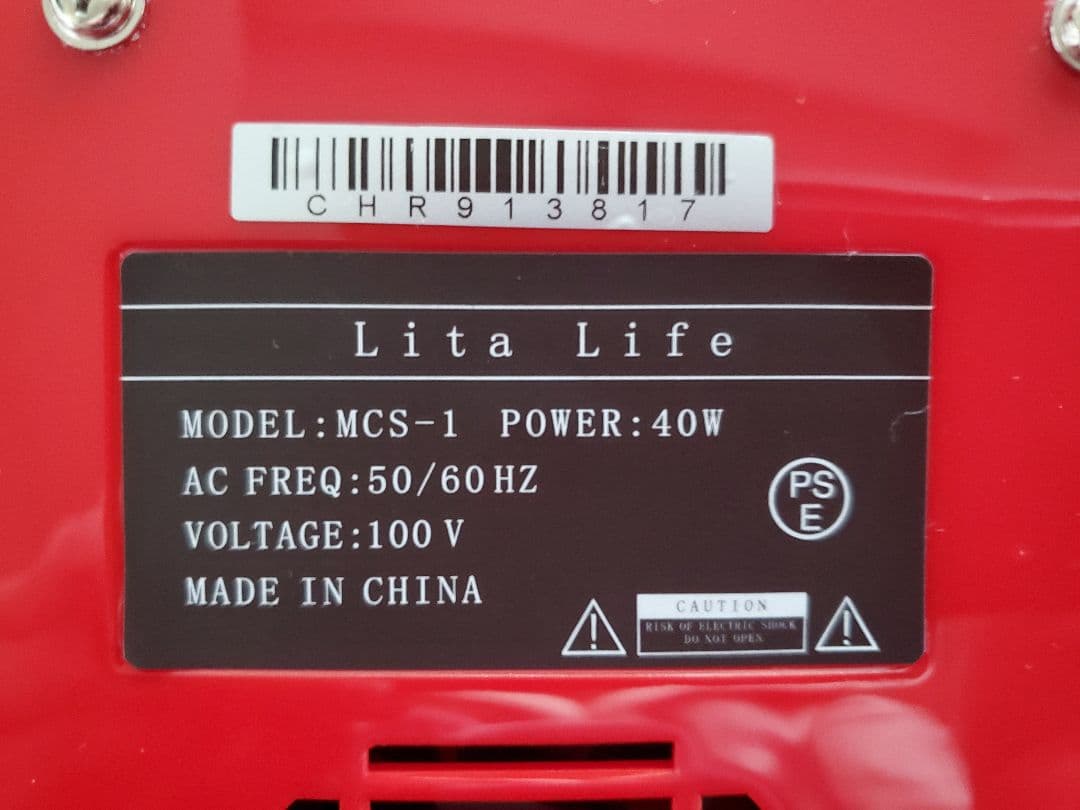 CHR913817
Lita Life
MODEL:MCS-1 POWER:40W
AC FREQ:50/60HZ
VOLTAGE:100V
MADE IN CHINA
PS
E
CAUTION
RISK OF ELECTRIC SHOCK
DO NOT OPEN